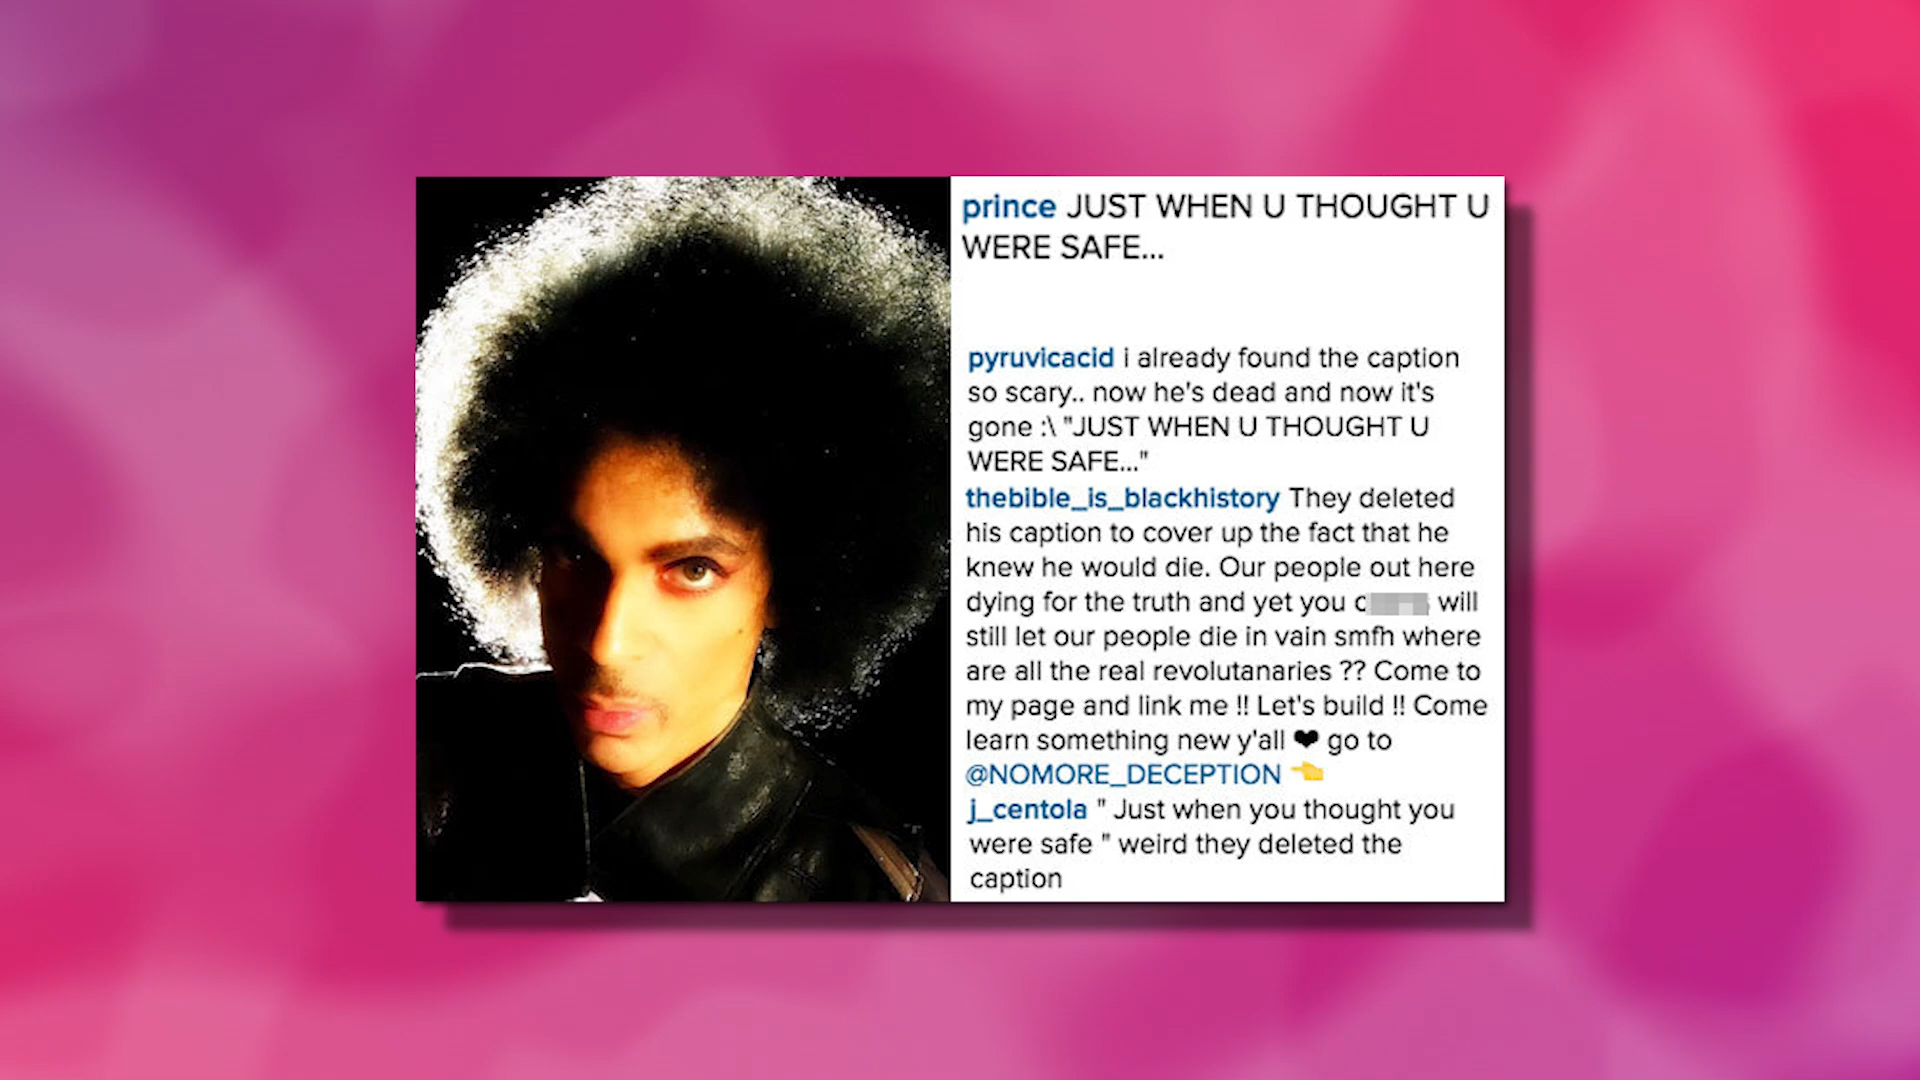 prince JUST WHEN U THOUGHT U
WERE SAFE...
pyruvicacid i already found the caption
so scary.. now he's dead and now it's
gone :\ "JUST WHEN U THOUGHT U
WERE SAFE..."
thebible_is_blackhistory They deleted
his caption to cover up the fact that he
knew he would die. Our people out here
dying for the truth and yet you will
still let our people die in vain smfh where
are all the real revolutanaries ?? Come to
my page and link me !! Let's build !! Come
learn something new y'all ❤ go to
@NOMORE_DECEPTION 👈
j_centola " Just when you thought you
were safe " weird they deleted the
caption